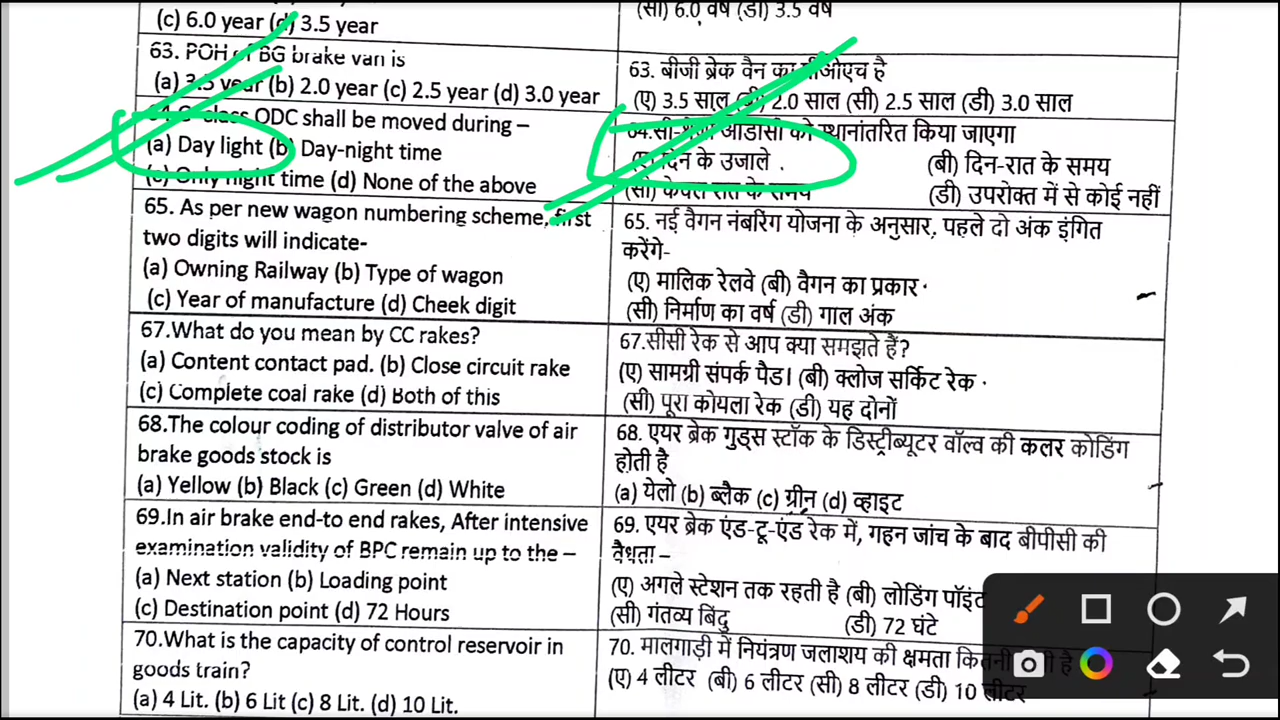 (c) 6.0 year (d) 3.5 year
63. POH of BG brake van is
(a) 3.5 year (b) 2.0 year (c) 2.5 year (d) 3.0 year
ODC shall be moved during –
(a) Day light (b) Day-night time
(c) Only night time (d) None of the above
65. As per new wagon numbering scheme, first
two digits will indicate-
(a) Owning Railway (b) Type of wagon
(c) Year of manufacture (d) Cheek digit
67.What do you mean by CC rakes?
(a) Content contact pad. (b) Close circuit rake
(c) Complete coal rake (d) Both of this
68.The colour coding of distributor valve of air
brake goods stock is
(a) Yellow (b) Black (c) Green (d) White
69.In air brake end-to end rakes, After intensive
examination validity of BPC remain up to the –
(a) Next station (b) Loading point
(c) Destination point (d) 72 Hours
70.What is the capacity of control reservoir in
goods train?
(a) 4 Lit. (b) 6 Lit (c) 8 Lit. (d) 10 Lit.
(सी) 6.0 वर्ष (डी) 3.5 वर्ष
63. बीजी ब्रेक वैन का पीओएच है
(ए) 3.5 साल (बी) 2.0 साल (सी) 2.5 साल (डी) 3.0 साल
64.सी-श्रेणी ओडीसी को स्थानांतरित किया जाएगा
(ए) दिन के उजाले . (बी) दिन-रात के समय
(सी) केवल रात के समय (डी) उपरोक्त में से कोई नहीं
65. नई वैगन नंबरिंग योजना के अनुसार, पहले दो अंक इंगित
करेंगे-
(ए) मालिक रेलवे (बी) वैगन का प्रकार
(सी) निर्माण का वर्ष (डी) गाल अंक
67.सीसी रेक से आप क्या समझते हैं?
(ए) सामग्री संपर्क पैड। (बी) क्लोज सर्किट रेक
(सी) पूरा कोयला रेक (डी) यह दोनों
68. एयर ब्रेक गुड्स स्टॉक के डिस्ट्रीब्यूटर वॉल्व की कलर कोडिंग
होती है
(a) येलो (b) ब्लैक (c) ग्रीन (d) व्हाइट
69. एयर ब्रेक एंड-टू-एंड रेक में, गहन जांच के बाद बीपीसी की
वैधता –
(ए) अगले स्टेशन तक रहती है (बी) लोडिंग पॉइंट
(सी) गंतव्य बिंदु (डी) 72 घंटे
70. मालगाड़ी में नियंत्रण जलाशय की क्षमता कितनी है
(ए) 4 लीटर (बी) 6 लीटर (सी) 8 लीटर (डी) 10 लीटर